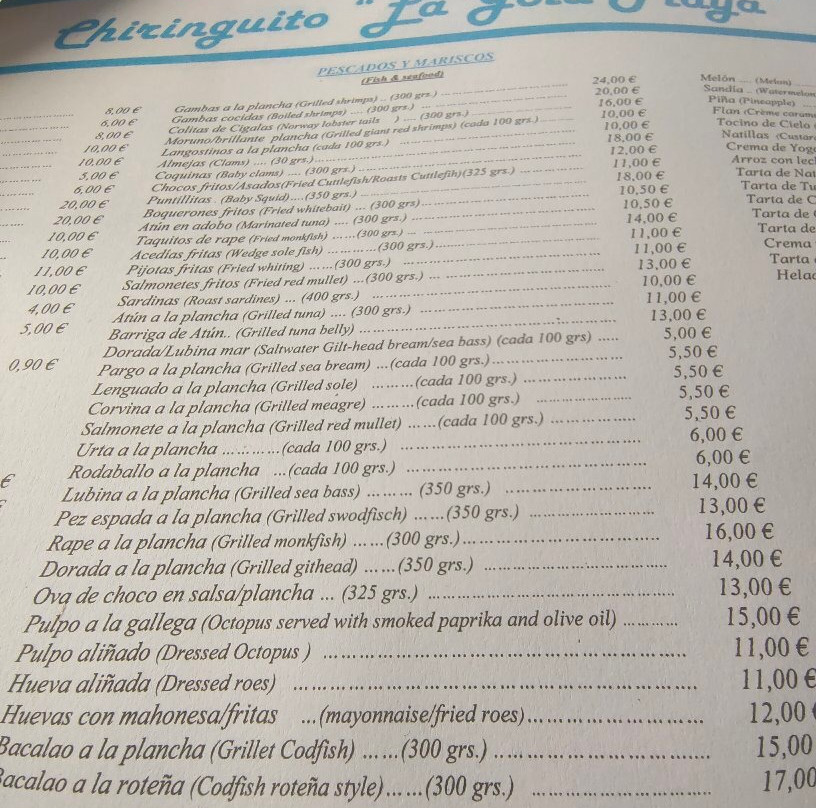 Chiringuito "La
8,00 €
6,00 €
8,00 €
10,00 €
10,00 €
5,00 €
6,00 €
20,00 €
20,00 €
10,00 €
10,00 €
11,00 €
10,00 €
4,00 €
5,00 €
0,90 €
€
PESCADOS Y MARISCOS
(Fish & seafood)
Gambas a la plancha (Grilled shrimps) .. (300 grs.) ........ 24,00 €
Gambas cocidas (Boiled shrimps) ... (300 grs.) ........ 20,00 €
Colitas de Cigalas (Norway lobster tails ) .... (300 grs.) ........ 16,00 €
Moruno/brillante plancha (Grilled giant red shrimps) (cada 100 grs.) ........ 10,00 €
Langostinos a la plancha (cada 100 grs.) ........ 10,00 €
Almejas (Clams) .... (30 grs.) ........ 18,00 €
Coquinas (Baby clams) .... (300 grs.) ........ 12,00 €
Chocos fritos/Asados(Fried Cuttlefish/Roasts Cuttlefih)(325 grs.) ........ 11,00 €
Puntillitas . (Baby Squid)....(350 grs.) ........ 18,00 €
Boquerones fritos (Fried whitebait) ... (300 grs) ........ 10,50 €
Atún en adobo (Marinated tuna) .... (300 grs.) ........ 10,50 €
Taquitos de rape (Fried monkfish) ......(300 grs.) ........ 14,00 €
Acedías fritas (Wedge sole fish) ............(300 grs.) ........ 11,00 €
Pijotas fritas (Fried whiting) ......(300 grs.) ........ 11,00 €
Salmonetes fritos (Fried red mullet) ...(300 grs.) ........ 13,00 €
Sardinas (Roast sardines) ... (400 grs.) ........ 10,00 €
Atún a la plancha (Grilled tuna) .... (300 grs.) ........ 11,00 €
Barriga de Atún.. (Grilled tuna belly) ........ 13,00 €
Dorada/Lubina mar (Saltwater Gilt-head bream/sea bass) (cada 100 grs) ..... 5,00 €
Pargo a la plancha (Grilled sea bream) ...(cada 100 grs.) ........ 5,50 €
Lenguado a la plancha (Grilled sole) .........(cada 100 grs.) ........ 5,50 €
Corvina a la plancha (Grilled meagre) .........(cada 100 grs.) ........ 5,50 €
Salmonete a la plancha (Grilled red mullet) ......(cada 100 grs.) ........ 5,50 €
Urta a la plancha ............(cada 100 grs.) ........ 6,00 €
Rodaballo a la plancha ...(cada 100 grs.) ........ 6,00 €
Lubina a la plancha (Grilled sea bass) ......... (350 grs.) ........ 14,00 €
Pez espada a la plancha (Grilled swodfisch) ......(350 grs.) ........ 13,00 €
Rape a la plancha (Grilled monkfish) ......(300 grs.) ........ 16,00 €
Dorada a la plancha (Grilled githead) ......(350 grs.) ........ 14,00 €
Ova de choco en salsa/plancha ... (325 grs.) ........ 13,00 €
Pulpo a la gallega (Octopus served with smoked paprika and olive oil) ........ 15,00 €
Pulpo aliñado (Dressed Octopus ) ........ 11,00 €
Hueva aliñada (Dressed roes) ........ 11,00 €
Huevas con mahonesa/fritas ...(mayonnaise/fried roes) ........ 12,00
Bacalao a la plancha (Grillet Codfish) ......(300 grs.) ........ 15,00
Bacalao a la roteña (Codfish roteña style)......(300 grs.) ........ 17,00
Melón .... (Melon)
Sandía .. (Watermelon
Piña (Pineapple)
Flan (Crème
Tocino de Cielo
Natillas
Crema de
Arroz con
Tarta de
Tarta de
Tarta de
Tarta de
Tarta de
Crema
Tarta